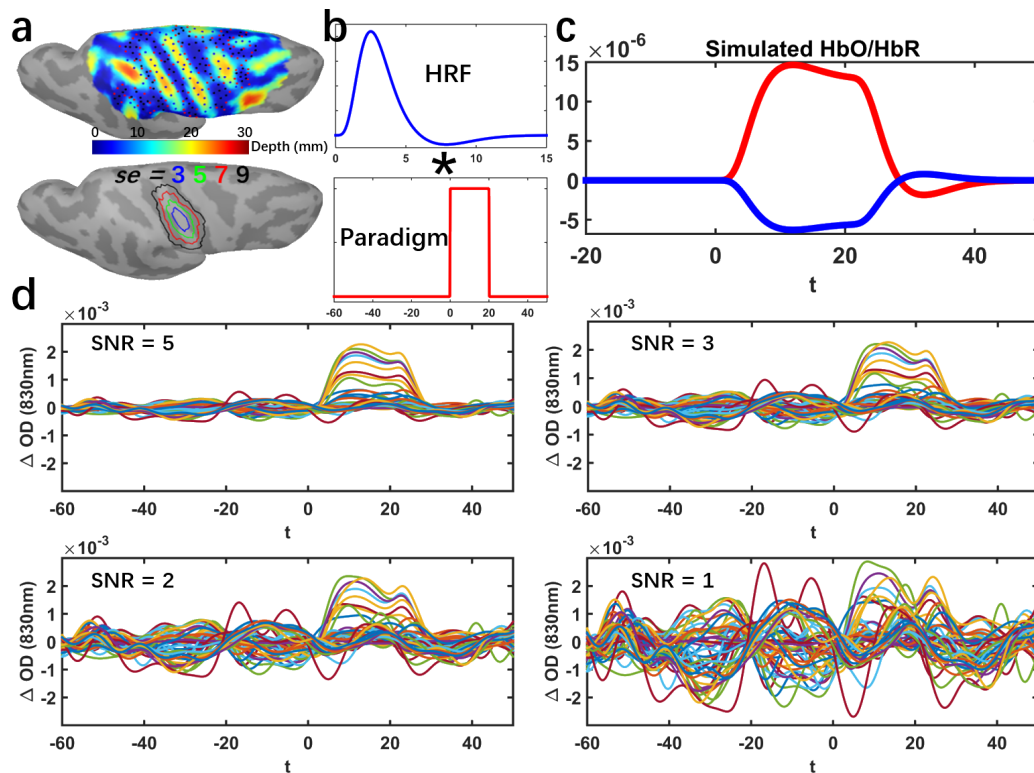 a
0 10 20 30
Depth (mm)
se = 3 5 7 9
b
HRF
0 5 10 15
*
Paradigm
-60 -40 -20 0 20 40
c
Simulated HbO/HbR
×10⁻⁶
15
10
5
0
-5
-20 0 20 40
t
d
×10⁻³
SNR = 5
2
1
0
-1
-2
Δ OD (830nm)
-60 -40 -20 0 20 40
t
×10⁻³
SNR = 3
2
1
0
-1
-2
Δ OD (830nm)
-60 -40 -20 0 20 40
t
×10⁻³
SNR = 2
2
1
0
-1
-2
Δ OD (830nm)
-60 -40 -20 0 20 40
t
×10⁻³
SNR = 1
2
1
0
-1
-2
Δ OD (830nm)
-60 -40 -20 0 20 40
t